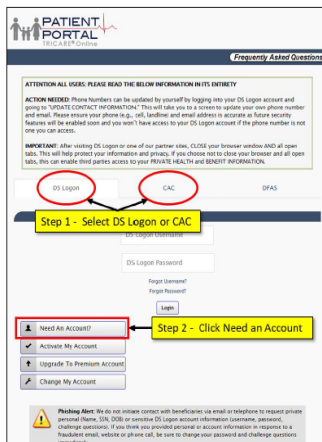 PATIENT
PORTAL
TRICARE® Online
Frequently Asked Questions
ATTENTION ALL USERS: PLEASE READ THE BELOW INFORMATION IN ITS ENTIRETY
ACTION NEEDED: Phone Numbers can be updated by yourself by logging into your DS Logon account and
going to "UPDATE CONTACT INFORMATION." This will take you to a screen to update your own phone number
and email. Please ensure your phone (e.g., cell, landline) and email address is accurate as future security
features will be enabled soon and you won't have access to your DS Logon account if the phone number is not
one you can access.
IMPORTANT: After visiting DS Logon or one of our partner sites, CLOSE your browser window AND all open
tabs. This will help protect your information and privacy. If you choose not to close your browser and all open
tabs, this can enable third parties access to your PRIVATE HEALTH and BENEFIT INFORMATION.
DS Logon CAC DFAS
Step 1 - Select DS Logon or CAC
DS Logon Username
DS Logon Password
Forgot Username?
Forgot Password?
Login
Need An Account?
Step 2 - Click Need an Account
Activate My Account
Upgrade To Premium Account
Change My Account
Phishing Alert: We do not initiate contact with beneficiaries via email or telephone to request private
personal (Name, SSN, DOB) or sensitive DS Logon account information (username, password,
challenge questions). If you think you provided personal or account information in response to a
fraudulent email, website or phone call, be sure to change your password and challenge questions